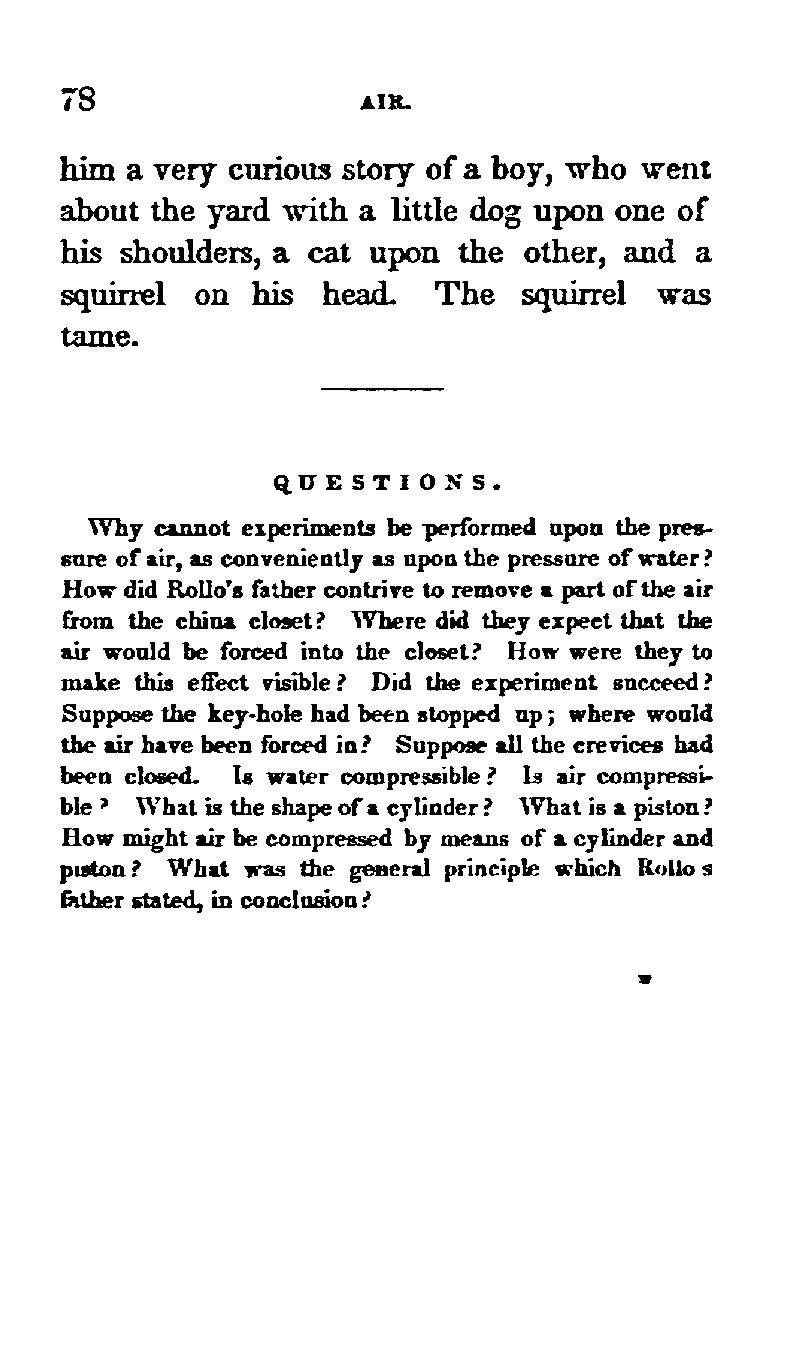 78 AIR.
him a very curious story of a boy, who went
about the yard with a little dog upon one of
his shoulders, a cat upon the other, and a
squirrel on his head. The squirrel was
tame.
QUESTIONS.
Why cannot experiments be performed upon the pres-
sure of air, as conveniently as upon the pressure of water?
How did Rollo's father contrive to remove a part of the air
from the china closet? Where did they expect that the
air would be forced into the closet? How were they to
make this effect visible? Did the experiment succeed?
Suppose the key-hole had been stopped up; where would
the air have been forced in? Suppose all the crevices had
been closed. Is water compressible? Is air compressi-
ble? What is the shape of a cylinder? What is a piston?
How might air be compressed by means of a cylinder and
piston? What was the general principle which Rollo s
father stated, in conclusion?